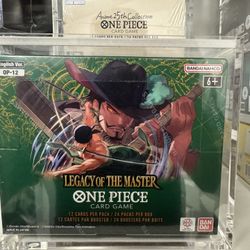 Anime 25th Collection
ONE PIECE
CARD GAME
English Ver.
OP-12
BANDAI NAMCO
6+
LEGACY OF THE MASTER
ONE PIECE
CARD GAME
12 CARDS PER PACK / 24 PACKS PER BOX
12 CARTES PAR BOOSTER / 24 BOOSTERS PAR BOITE
BAN
DAI